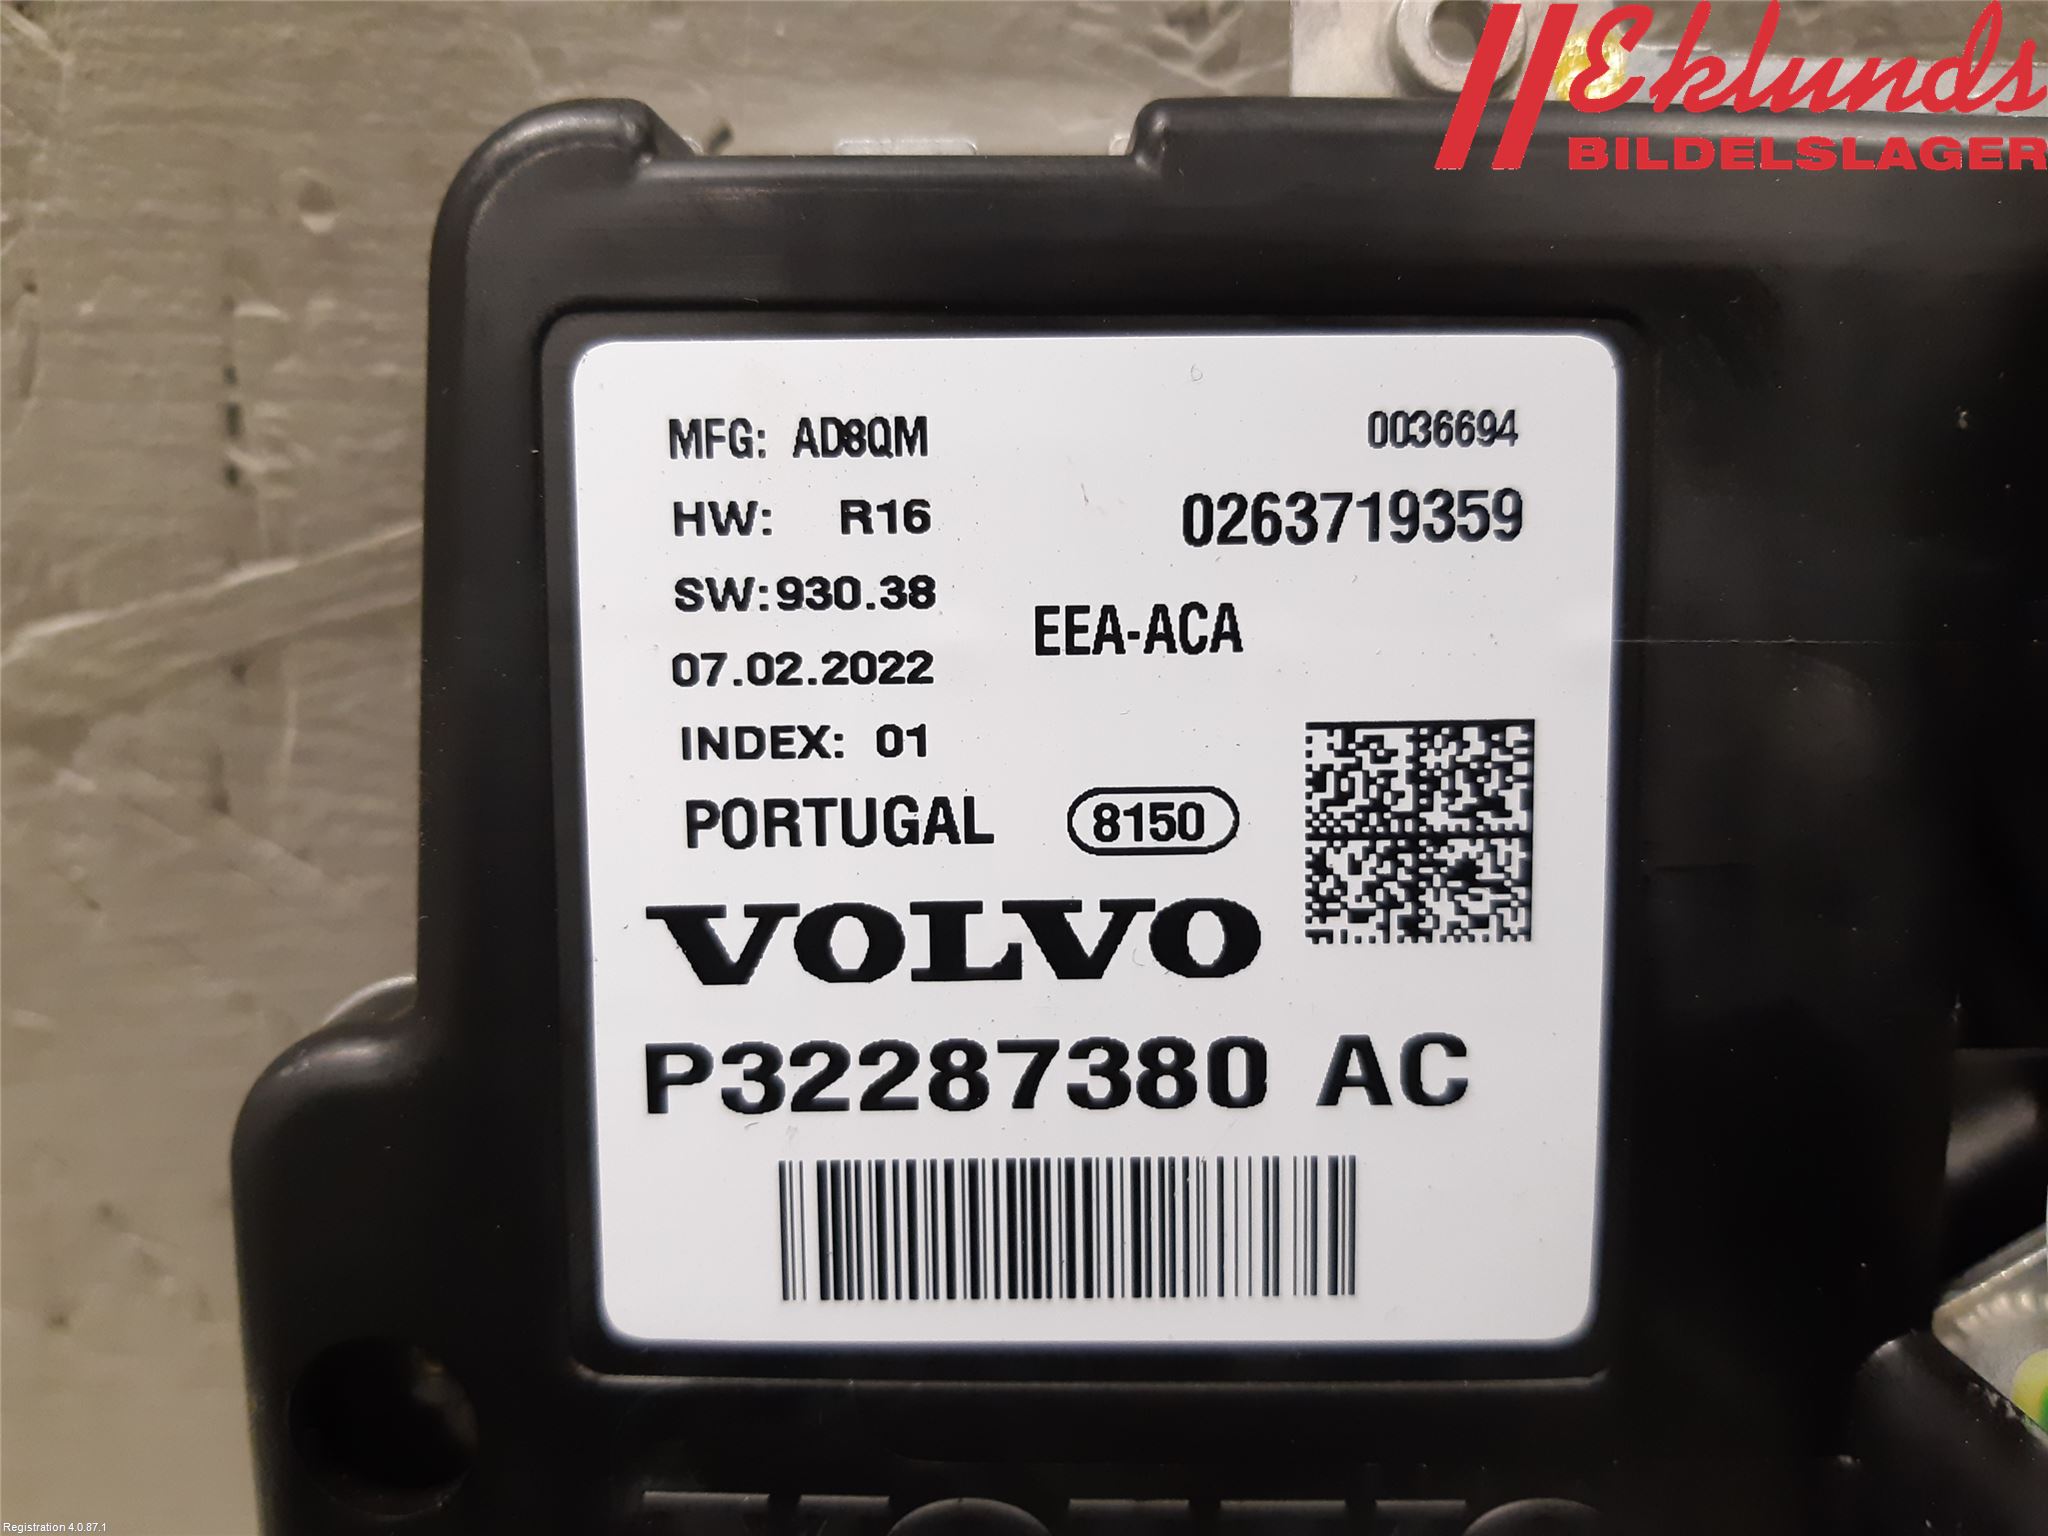 Eklunds
BILDELSLAGER
MFG: AD8QM
0036694
HW: R16
0263719359
SW:930.38
EEA-ACA
07.02.2022
INDEX: 01
PORTUGAL
8150
VOLVO
P32287380 AC
Registration 4.0.87.1